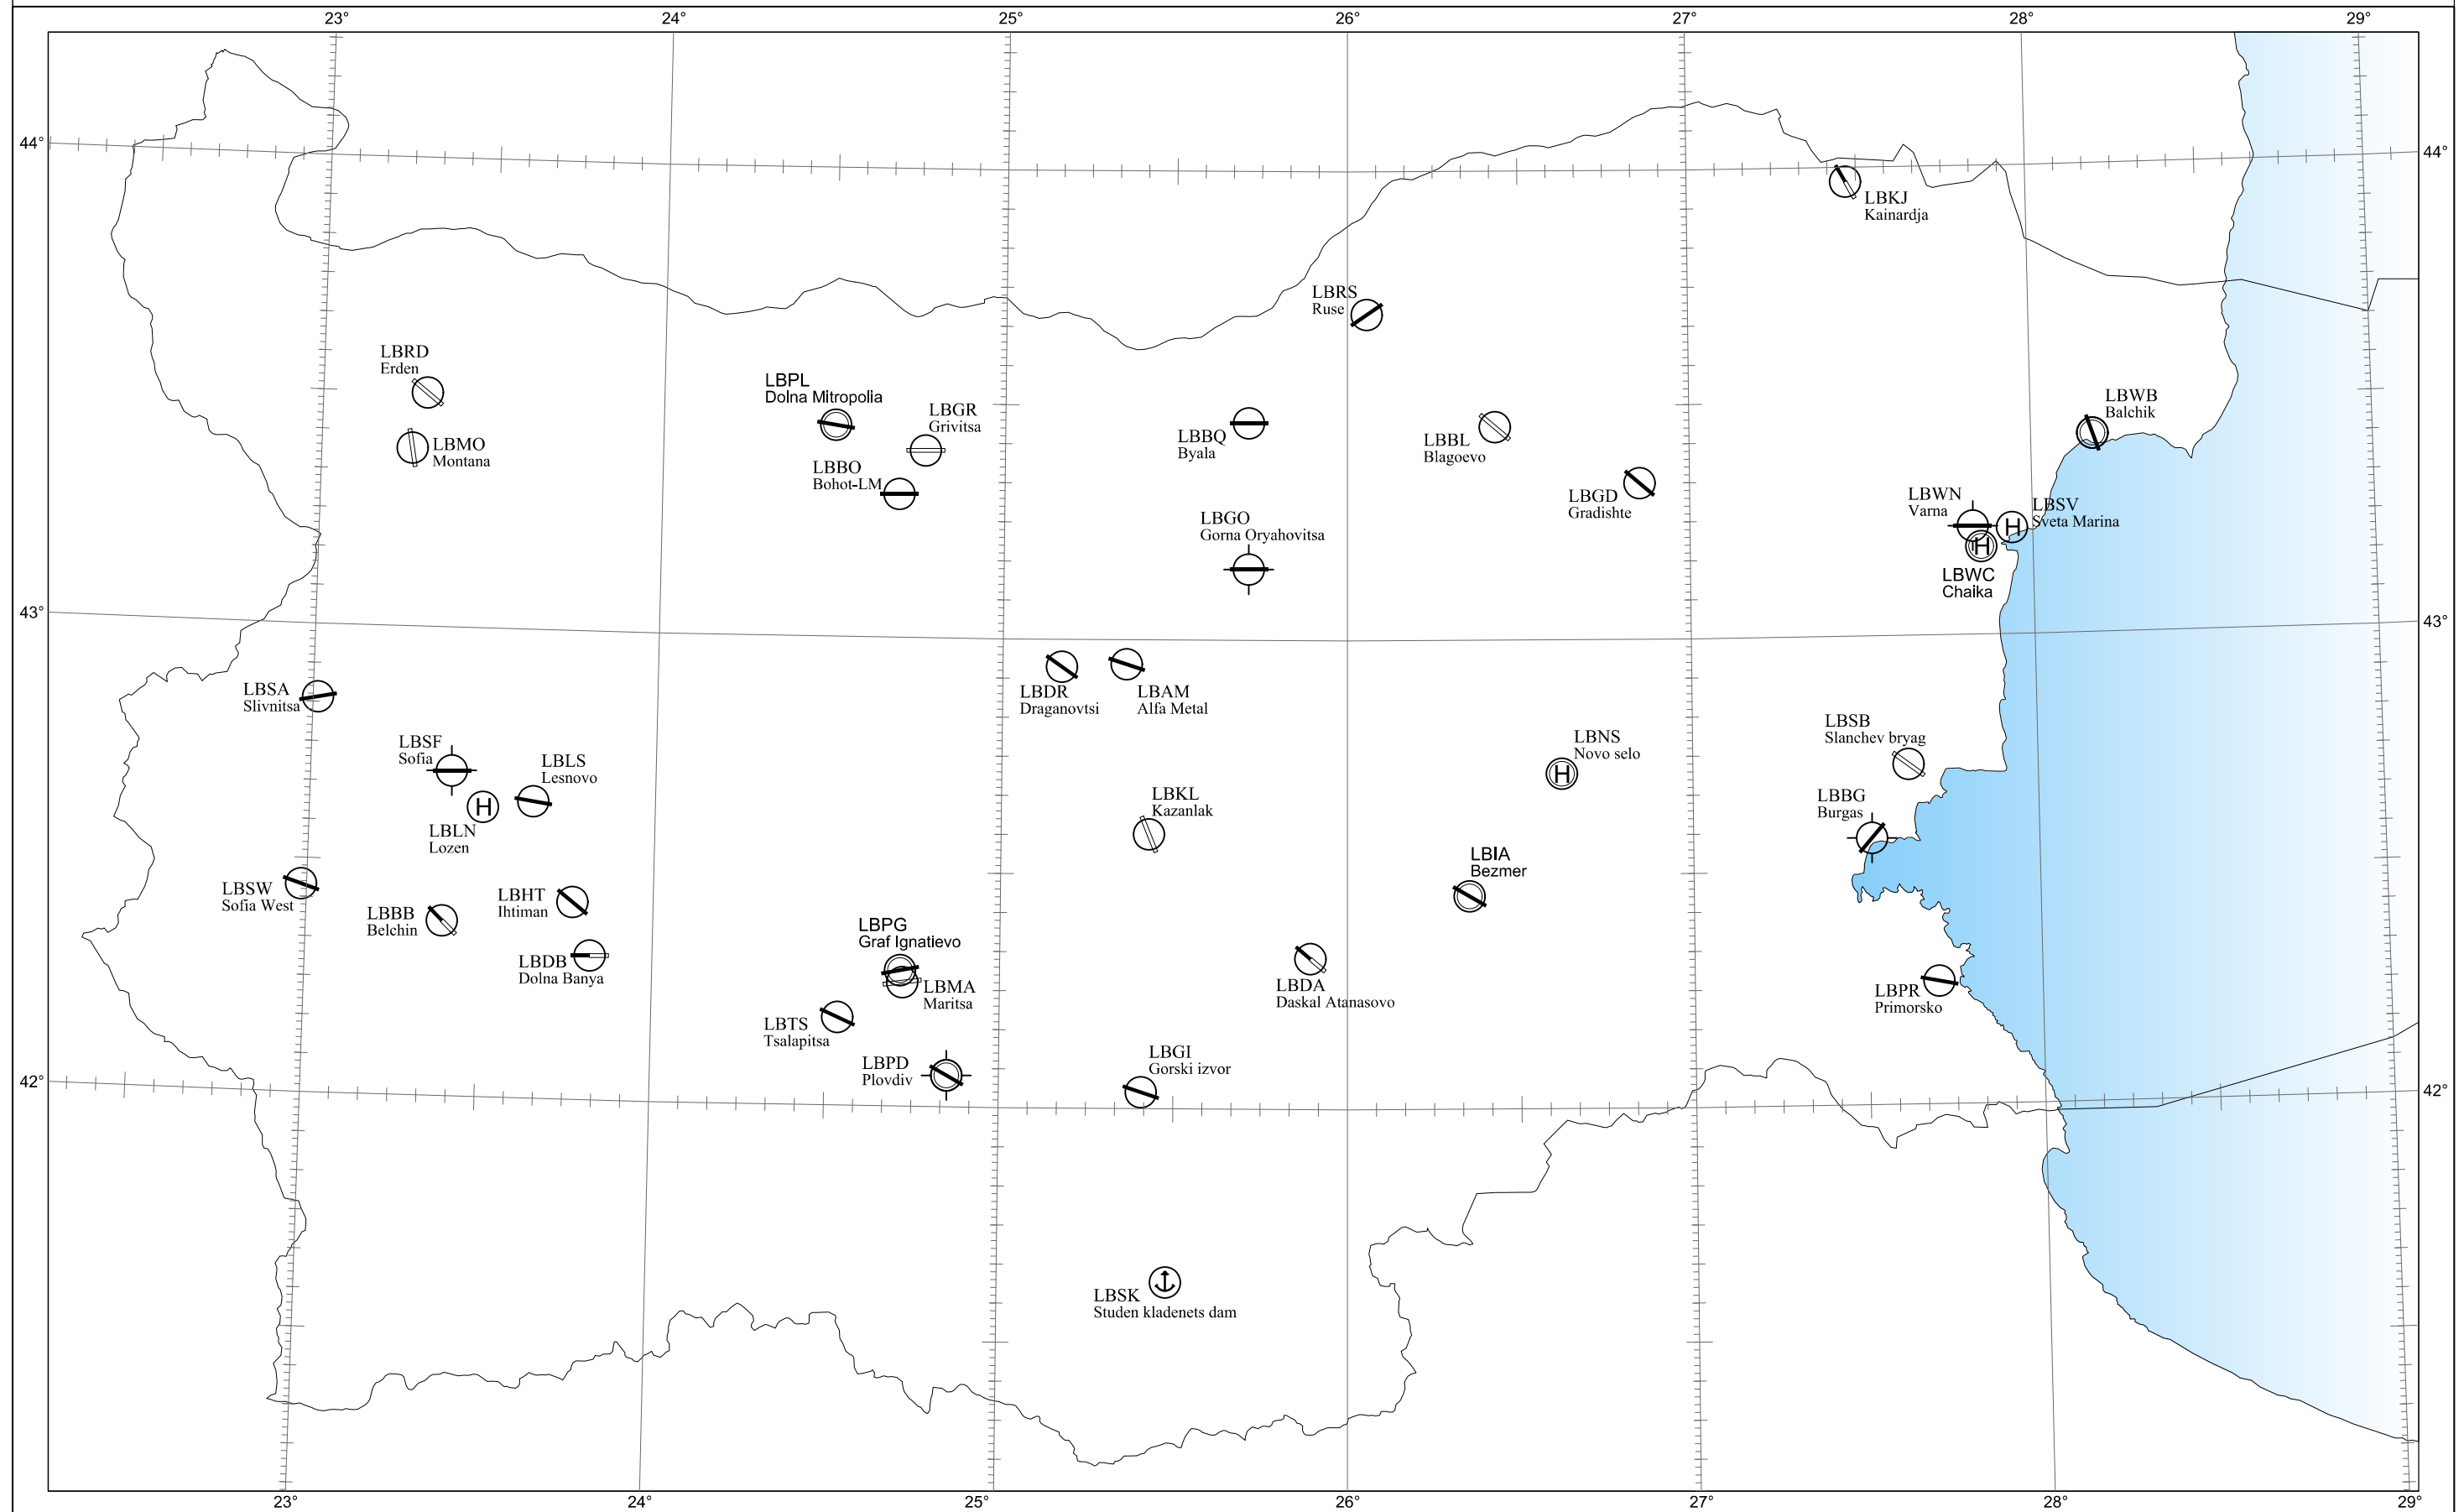 23°
24°
25°
26°
27°
28°
29°
44°
44°
LBKJ
Kainardja
LBRS
Ruse
LBRD
Erden
LBPL
Dolna Mitropolia
LBGR
Grivitsa
LBWB
Balchik
LBMO
Montana
LBBQ
Byala
LBBL
Blagoevo
LBBO
Bohot-LM
LBGD
Gradishte
LBWN
Varna
H
LBSV
Sveta Marina
LBGO
Gorna Oryahovitsa
H
LBWC
Chaika
43°
43°
LBSA
Slivnitsa
LBDR
Draganovtsi
LBAM
Alfa Metal
LBSB
Slanchev bryag
LBSF
Sofia
LBNS
Novo selo
H
LBLS
Lesnovo
H
LBLN
Lozen
LBKL
Kazanlak
LBBG
Burgas
LBIA
Bezmer
LBSW
Sofia West
LBHT
Ihtiman
LBBB
Belchin
LBPG
Graf Ignatievo
LBDB
Dolna Banya
LBMA
Maritsa
LBDA
Daskal Atanasovo
LBPR
Primorsko
LBTS
Tsalapitsa
LBPD
Plovdiv
LBGI
Gorski izvor
42°
42°
LBSK
Studen kladenets dam
23°
24°
25°
26°
27°
28°
29°